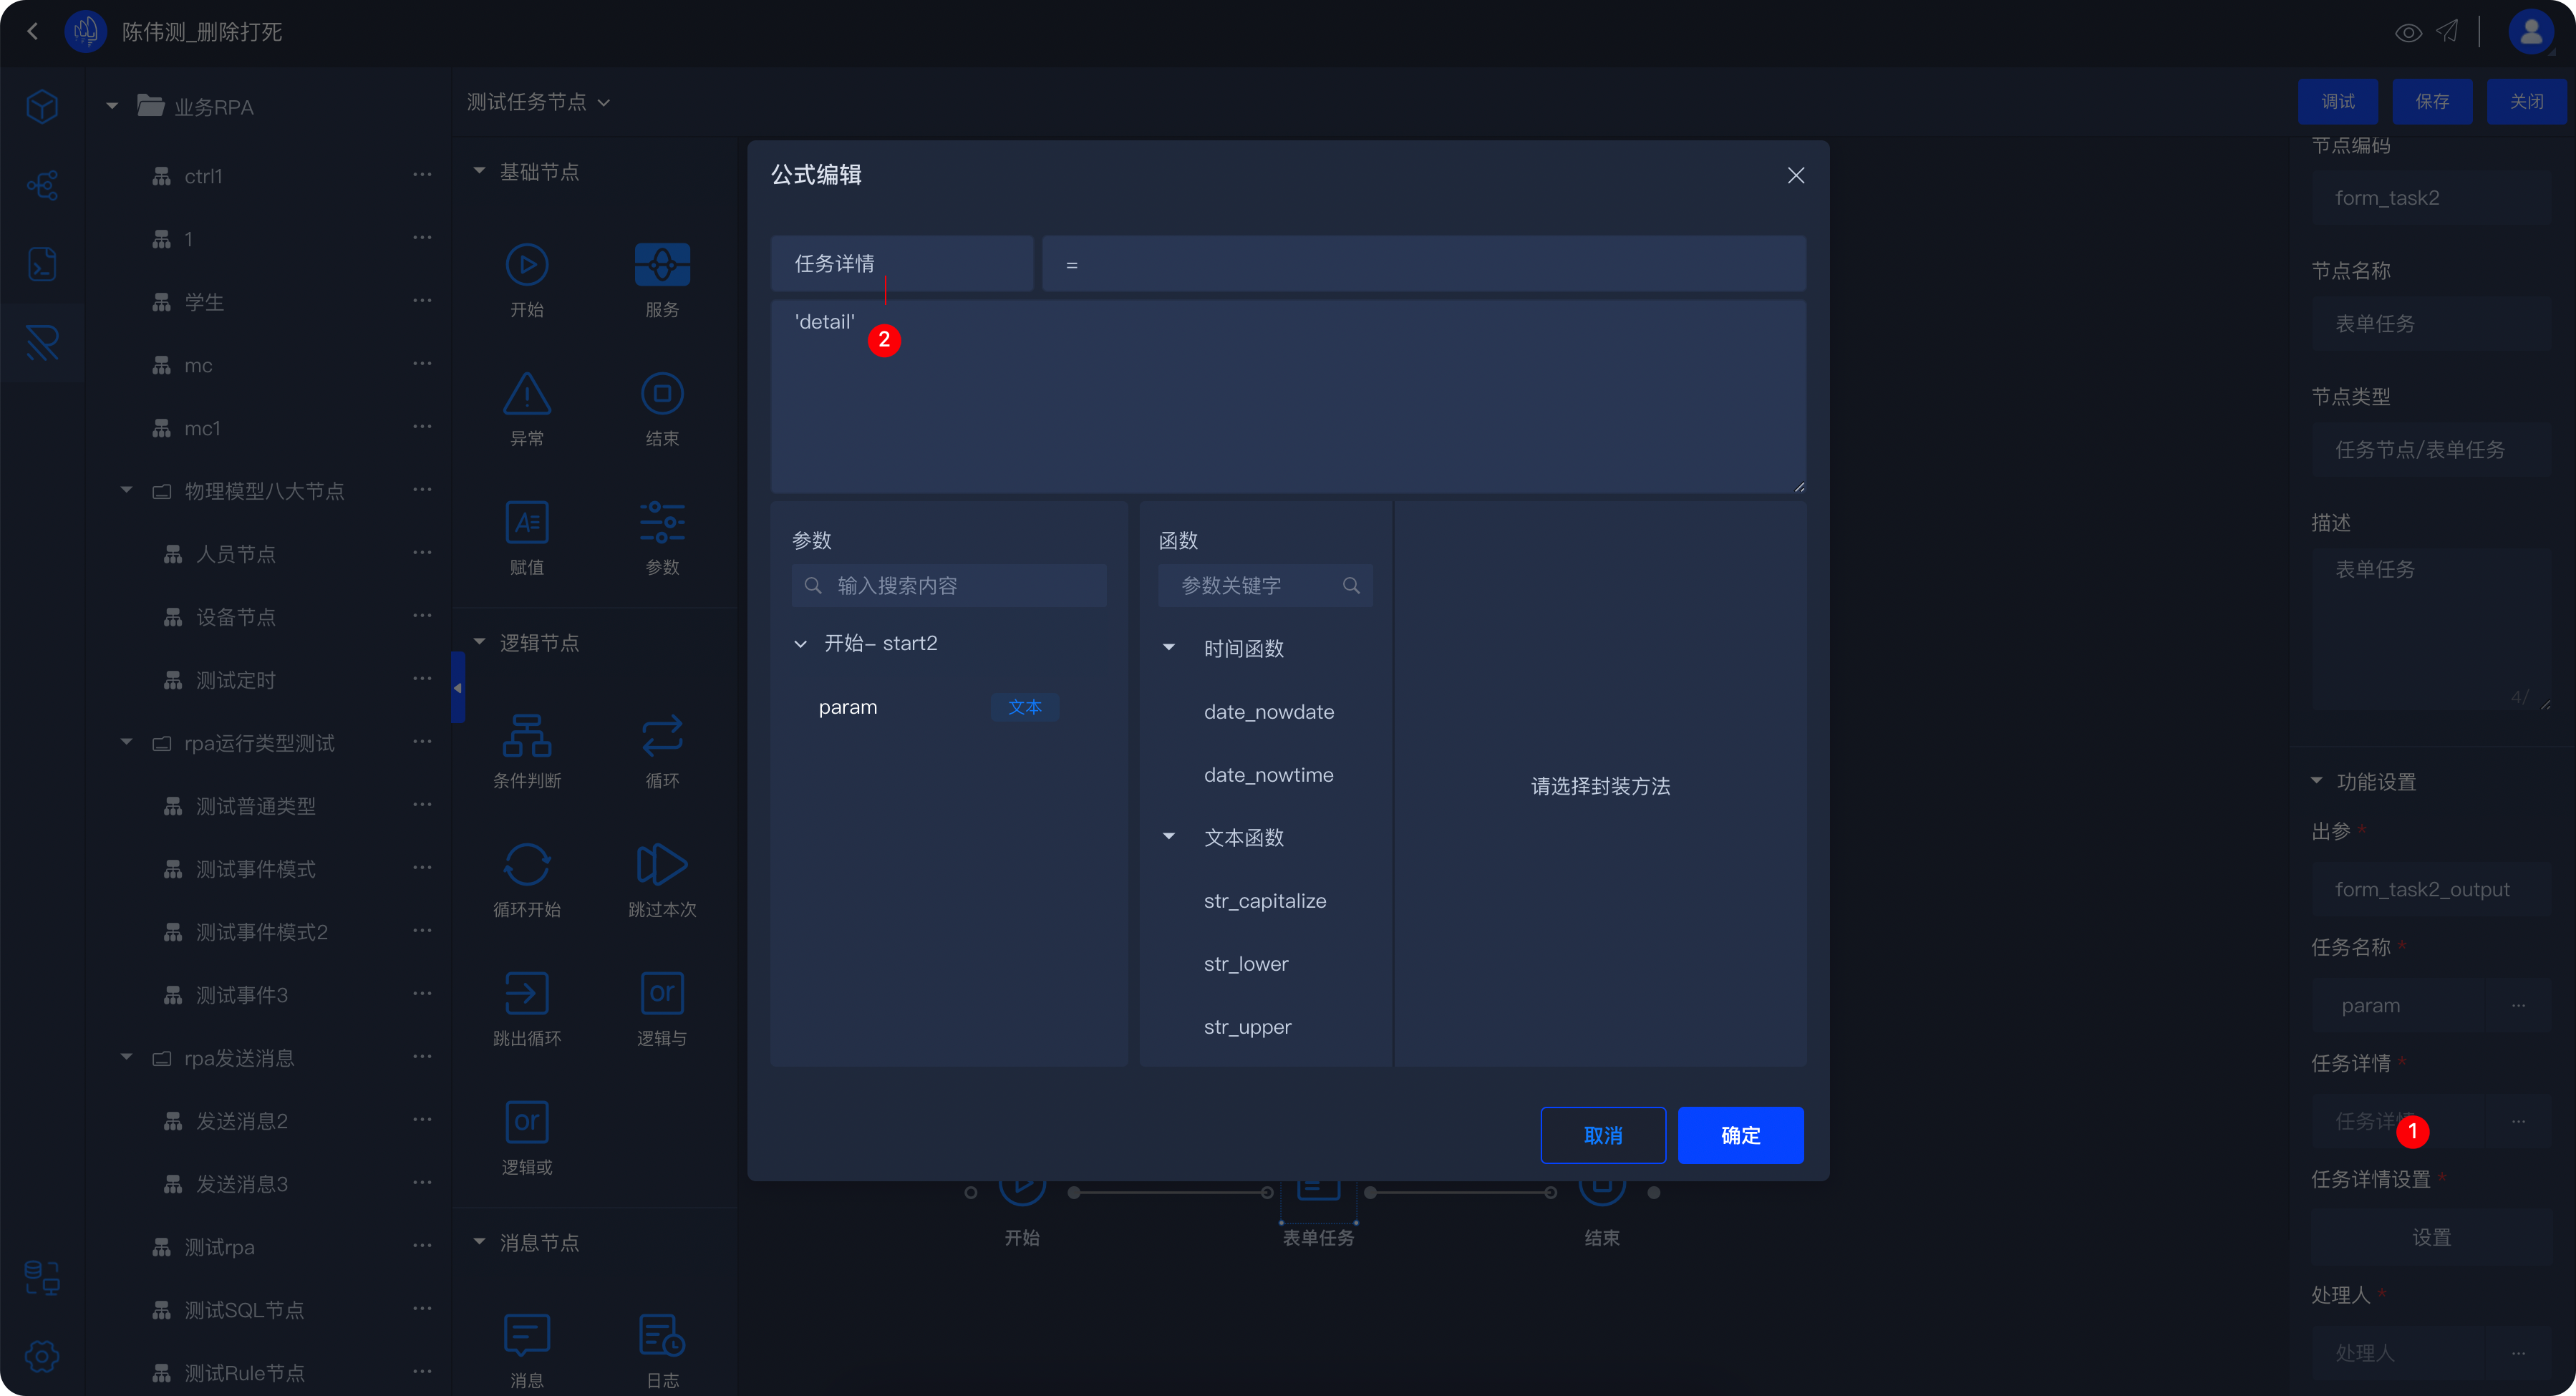 陈伟测_删除打死
业务RPA
ctrl1
1
学生
mc
mc1
物理模型八大节点
人员节点
设备节点
测试定时
rpa运行类型测试
测试普通类型
测试事件模式
测试事件模式2
测试事件3
rpa发送消息
发送消息2
发送消息3
测试rpa
测试SQL节点
测试Rule节点
测试任务节点
调试
保存
关闭
基础节点
开始
服务
异常
结束
赋值
参数
逻辑节点
条件判断
循环
循环开始
跳过本次
跳出循环
or
逻辑与
or
逻辑或
消息节点
消息
日志
公式编辑
任务详情
=
'detail'
2
参数
输入搜索内容
开始– start2
param
文本
函数
参数关键字
时间函数
date_nowdate
date_nowtime
文本函数
str_capitalize
str_lower
str_upper
请选择封装方法
取消
确定
开始
表单任务
结束
节点编码
form_task2
节点名称
表单任务
节点类型
任务节点/表单任务
描述
表单任务
4/
功能设置
出参 *
form_task2_output
任务名称 *
param
任务详情 *
任务详情
1
任务详情设置 *
设置
处理人 *
处理人